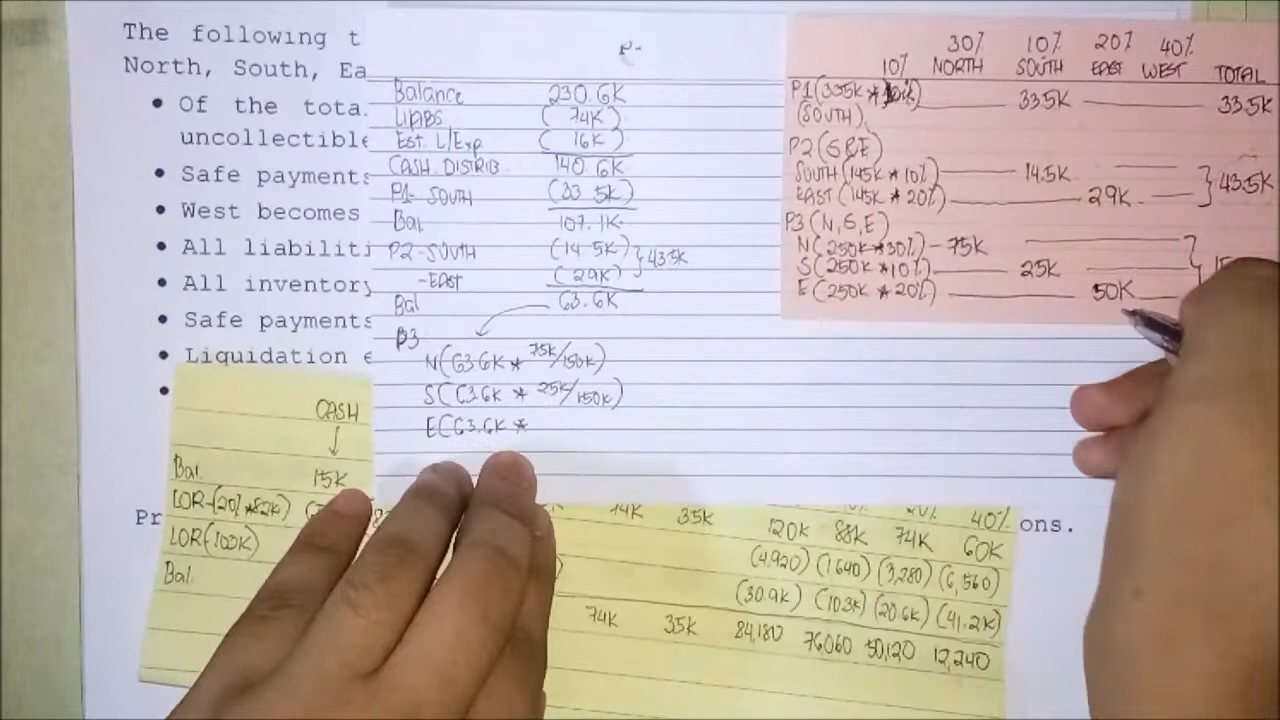 The following t
North, South, Ea
• Of the tota
uncollectible
• Safe payments
• West becomes
• All liabiliti
• All inventory
• Safe payments
• Liquidation e
•
Pr
ons.
Balance 230.6K
LIABS (74K)
Est. L/Exp (16K)
CASH DISTRIB. 140.6K
P1- SOUTH (33.5K)
Bal. 107.1K
P2-SOUTH (14.5K) } 43.5K
-EAST (29K)
Bal 63.6K
P3
N(63.6K * 75K/150K)
S(63.6K * 25K/150K)
E(63.6K *
30% 10% 20% 40%
10% NORTH SOUTH EAST WEST TOTAL
P1(335K * 10%) 33.5K 33.5K
(SOUTH)
P2(S&E)
SOUTH (145K * 10%) 14.5K
EAST (145K * 20%) 29K } 43.5K
P3 (N,S,E)
N(250K * 30%) - 75K
S(250K * 10%) 25K
E(250K * 20%) 50K
CASH
Bal. 15K
LOR-(20% *82K)
LOR(103K)
Bal.
74K 35K 20% 40%
120K 88K 74K 60K
(4,920) (1,640) (3,280) (6,560)
(30.9K) (10.3K) (20.6K) (41.2K)
74K 35K 84,180 76,060 50,120 12,240